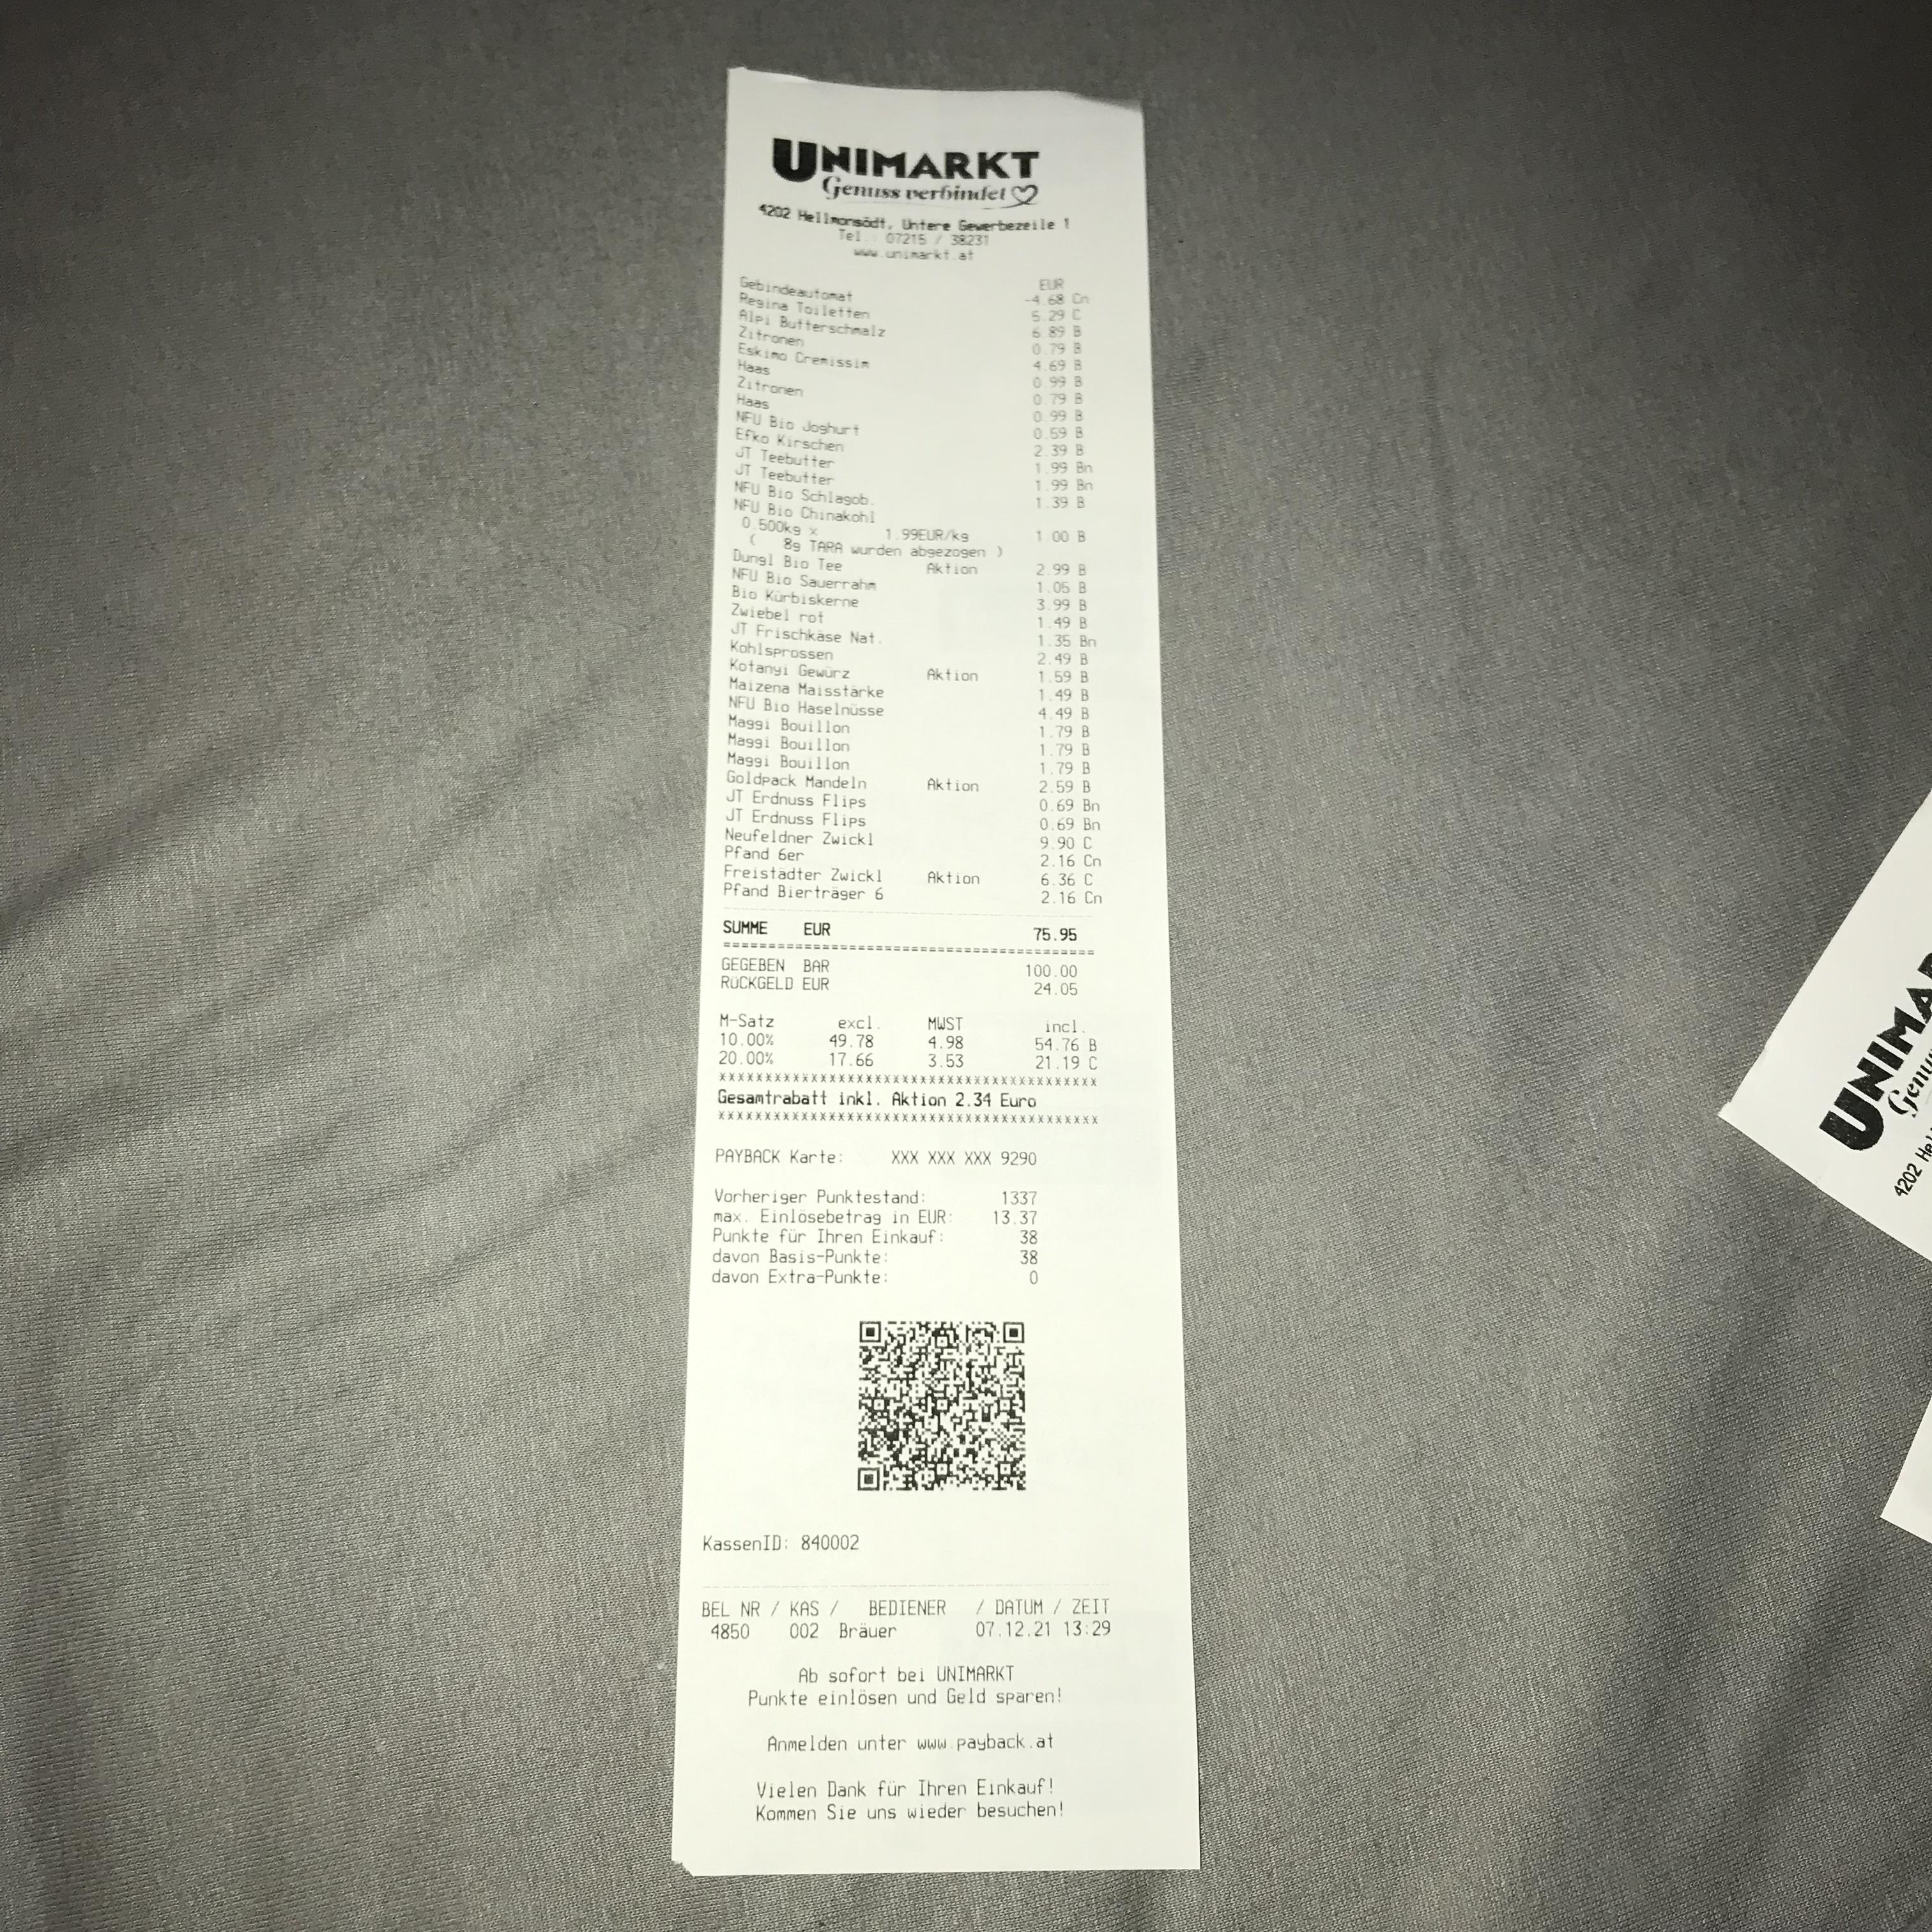 UNIMARKT
Genuss verbindet
4202 Hellmonsödt, Untere Gewerbezeile 1
Tel.: 07215 / 38231
www.unimarkt.at
EUR
Gebindeautomat -4.68 Cn
Regina Toiletten 5.29 C
Alpi Butterschmalz 6.89 B
Zitronen 0.79 B
Eskimo Cremissim 4.69 B
Haas 0.99 B
Zitronen 0.79 B
Haas 0.99 B
NFU Bio Joghurt 0.59 B
Efko Kirschen 2.39 B
JT Teebutter 1.99 Bn
JT Teebutter 1.99 Bn
NFU Bio Schlagob. 1.39 B
NFU Bio Chinakohl
0.500kg x 1.99EUR/kg 1.00 B
( 8g TARA wurden abgezogen )
Dungl Bio Tee Aktion 2.99 B
NFU Bio Sauerrahm 1.05 B
Bio Kürbiskerne 3.99 B
Zwiebel rot 1.49 B
JT Frischkäse Nat. 1.35 Bn
Kohlsprossen 2.49 B
Kotanyi Gewürz Aktion 1.59 B
Maizena Maisstärke 1.49 B
NFU Bio Haselnüsse 4.49 B
Maggi Bouillon 1.79 B
Maggi Bouillon 1.79 B
Maggi Bouillon 1.79 B
Goldpack Mandeln Aktion 2.59 B
JT Erdnuss Flips 0.69 Bn
JT Erdnuss Flips 0.69 Bn
Neufeldner Zwickl 9.90 C
Pfand 6er 2.16 Cn
Freistädter Zwickl Aktion 6.36 C
Pfand Bierträger 6 2.16 Cn
SUMME EUR 75.95
=========================================
GEGEBEN BAR 100.00
RÜCKGELD EUR 24.05
M-Satz excl. MWST incl.
10.00% 49.78 4.98 54.76 B
20.00% 17.66 3.53 21.19 C
xxxxxxxxxxxxxxxxxxxxxxxxxxxxxxxxxxxxxxxxx
Gesamtrabatt inkl. Aktion 2.34 Euro
xxxxxxxxxxxxxxxxxxxxxxxxxxxxxxxxxxxxxxxxx
PAYBACK Karte: XXX XXX XXX 9290
Vorheriger Punktestand: 1337
max. Einlösebetrag in EUR: 13.37
Punkte für Ihren Einkauf: 38
davon Basis-Punkte: 38
davon Extra-Punkte: 0
KassenID: 840002
BEL NR / KAS / BEDIENER / DATUM / ZEIT
4850 002 Bräuer 07.12.21 13:29
Ab sofort bei UNIMARKT
Punkte einlösen und Geld sparen!
Anmelden unter www.payback.at
Vielen Dank für Ihren Einkauf!
Kommen Sie uns wieder besuchen!
4202